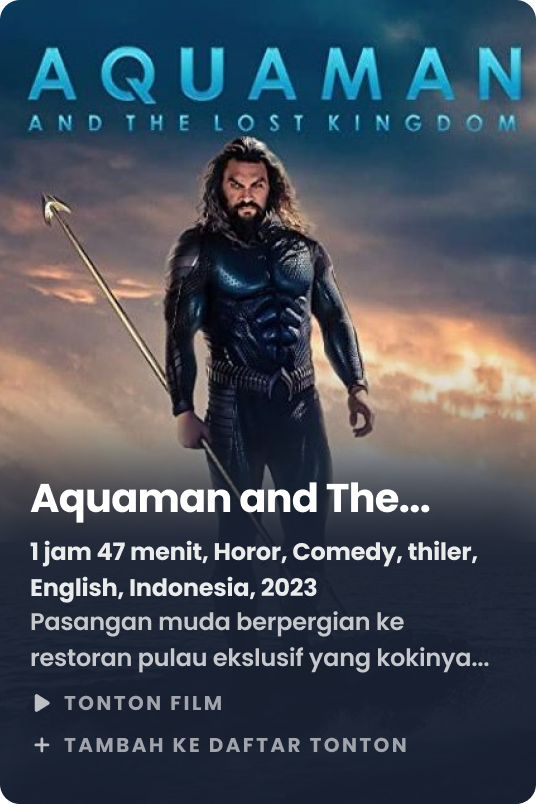 AQUAMAN
AND THE LOST KINGDOM
Aquaman and The...
1 jam 47 menit, Horor, Comedy, thiler,
English, Indonesia, 2023
Pasangan muda berpergian ke
restoran pulau ekslusif yang kokinya...
TONTON FILM
+ TAMBAH KE DAFTAR TONTON